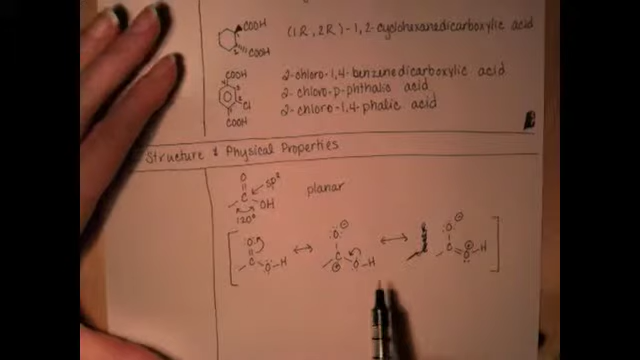 COOH
COOH
(1R, 2R)-1,2-cyclohexanedicarboxylic acid
COOH
Cl
COOH
2-chloro-1,4-benzenedicarboxylic acid
2-chloro-p-phthalic acid
2-chloro-1,4-phalic acid
Structure & Physical Properties
O
C
OH
sp²
120°
planar
O C O-H ↔ O⊖ C⊕ O-H ↔ O⊖ C O⊕ H